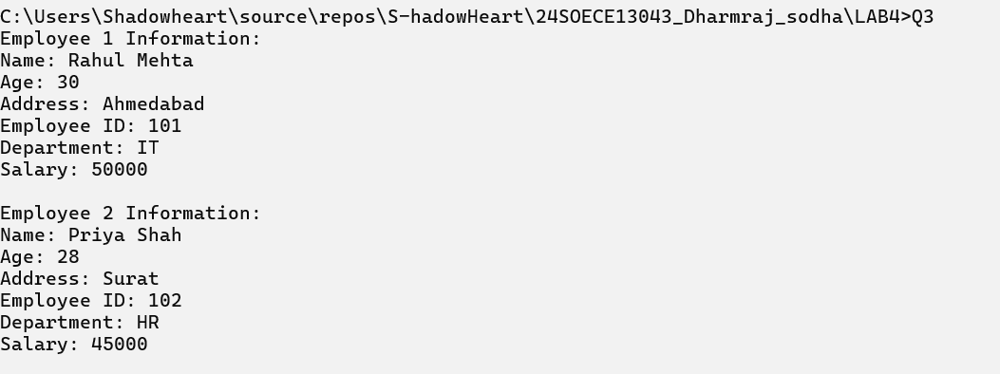 C:\Users\Shadowheart\source\repos\S-hadowHeart\24SOECE13043_Dharmraj_sodha\LAB4>Q3
Employee 1 Information:
Name: Rahul Mehta
Age: 30
Address: Ahmedabad
Employee ID: 101
Department: IT
Salary: 50000
Employee 2 Information:
Name: Priya Shah
Age: 28
Address: Surat
Employee ID: 102
Department: HR
Salary: 45000